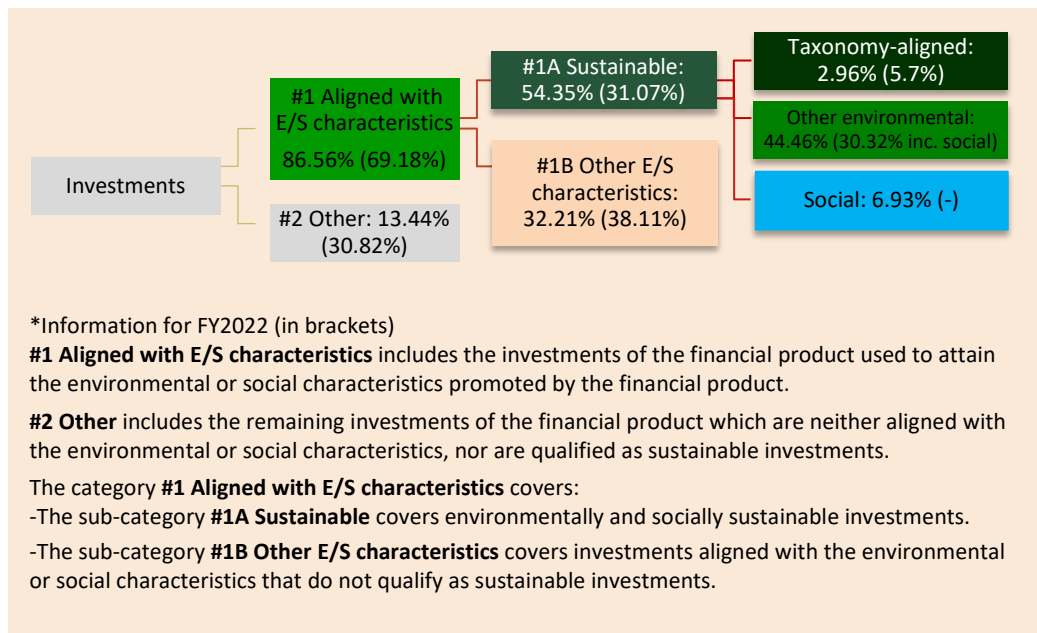 Investments
#1 Aligned with
E/S characteristics
86.56% (69.18%)
#2 Other: 13.44%
(30.82%)
#1A Sustainable:
54.35% (31.07%)
#1B Other E/S
characteristics:
32.21% (38.11%)
Taxonomy-aligned:
2.96% (5.7%)
Other environmental:
44.46% (30.32% inc. social)
Social: 6.93% (-)
*Information for FY2022 (in brackets)
#1 Aligned with E/S characteristics includes the investments of the financial product used to attain
the environmental or social characteristics promoted by the financial product.
#2 Other includes the remaining investments of the financial product which are neither aligned with
the environmental or social characteristics, nor are qualified as sustainable investments.
The category #1 Aligned with E/S characteristics covers:
-The sub-category #1A Sustainable covers environmentally and socially sustainable investments.
-The sub-category #1B Other E/S characteristics covers investments aligned with the environmental
or social characteristics that do not qualify as sustainable investments.